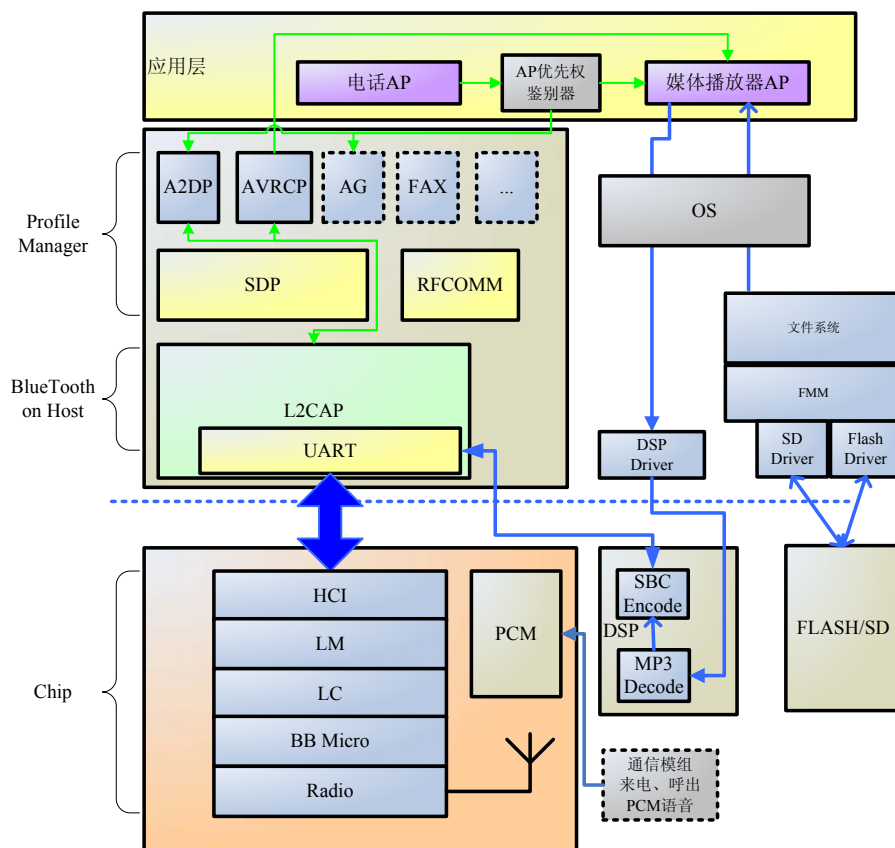 应用层
电话AP
AP优先权
鉴别器
媒体播放器AP
Profile
Manager
A2DP
AVRCP
AG
FAX
...
OS
SDP
RFCOMM
文件系统
FMM
BlueTooth
on Host
L2CAP
UART
DSP
Driver
SD
Driver
Flash
Driver
Chip
HCI
LM
LC
BB Micro
Radio
PCM
SBC
Encode
DSP
MP3
Decode
FLASH/SD
通信模组
来电、呼出
PCM语音